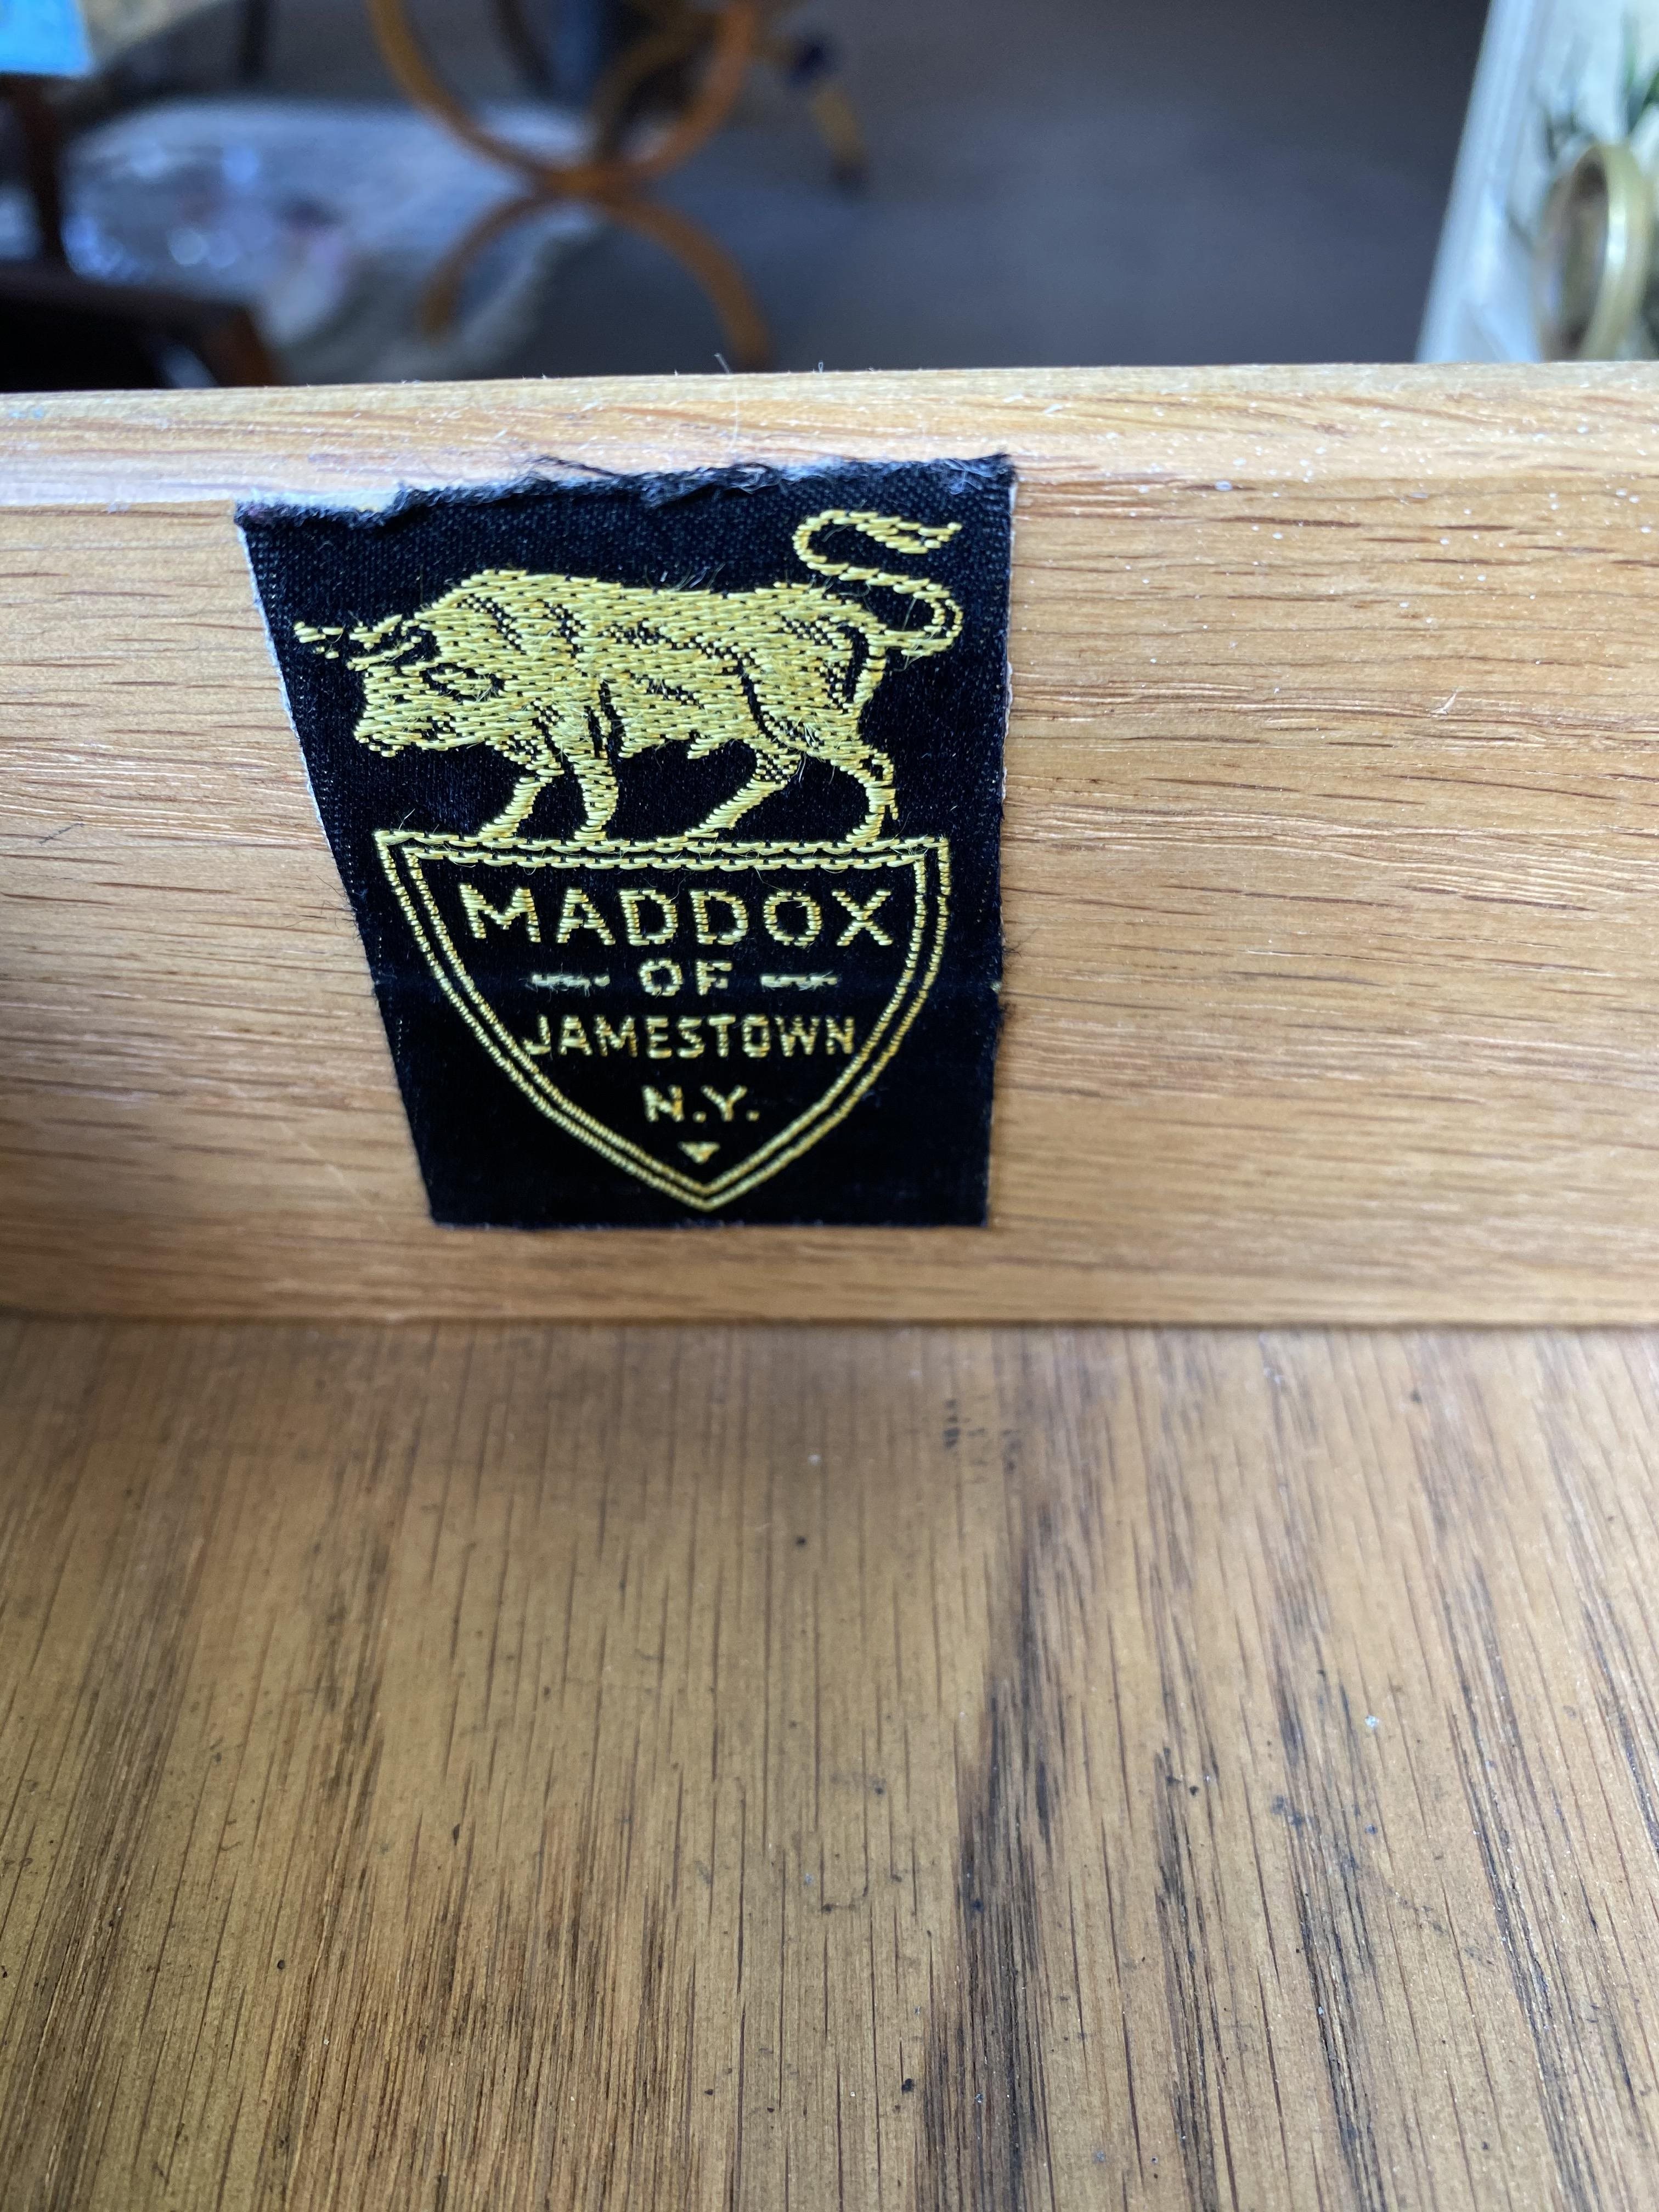 MADDOX
- OF -
JAMESTOWN
N.Y.